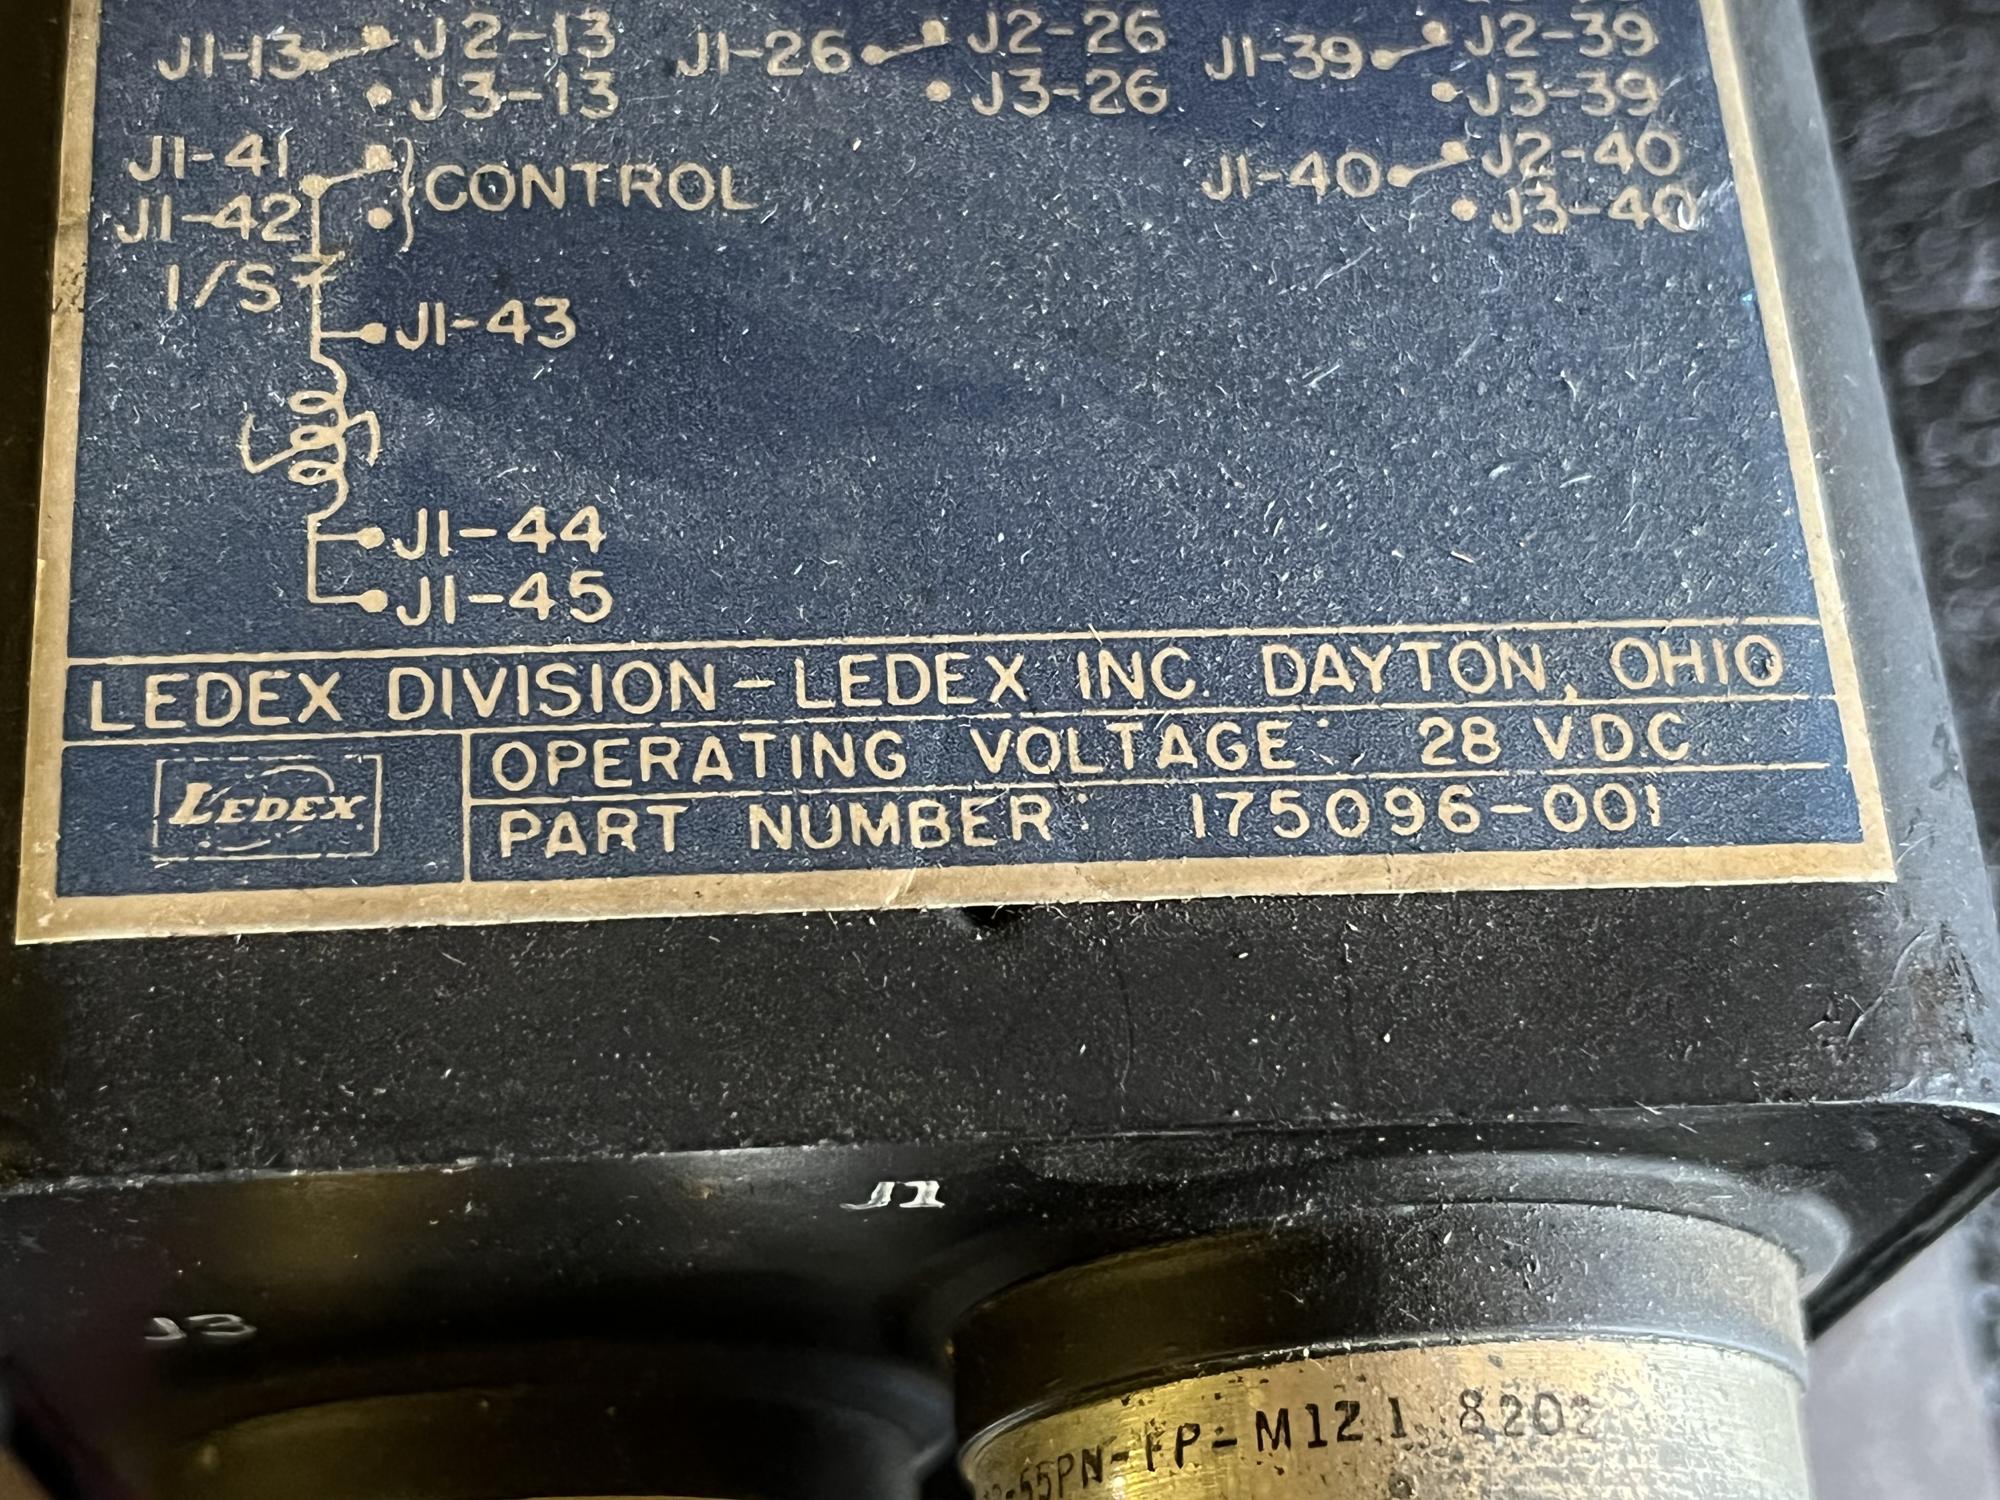 J1-13 J2-13 J1-26 J2-26 J1-39 J2-39
J3-13 J3-26 J3-39
J1-41 J1-40 J2-40
CONTROL
J1-42 J3-40
1/S
J1-43
J1-44
J1-45
LEDEX DIVISION-LEDEX INC. DAYTON, OHIO
LEDEX
OPERATING VOLTAGE: 28 V.D.C.
PART NUMBER: 175096-001
J1
J3
-55PN-FP-M121 8202